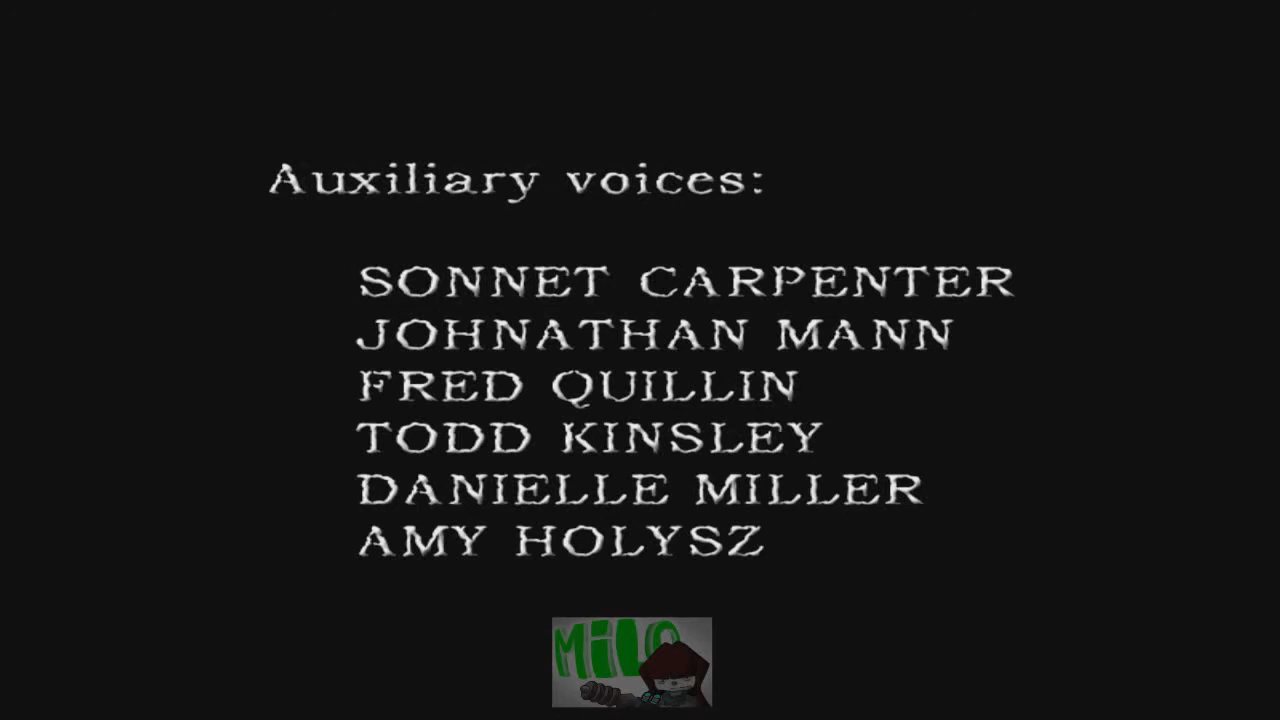 Auxiliary voices:
SONNET CARPENTER
JOHNATHAN MANN
FRED QUILLIN
TODD KINSLEY
DANIELLE MILLER
AMY HOLYSZ
MiLO